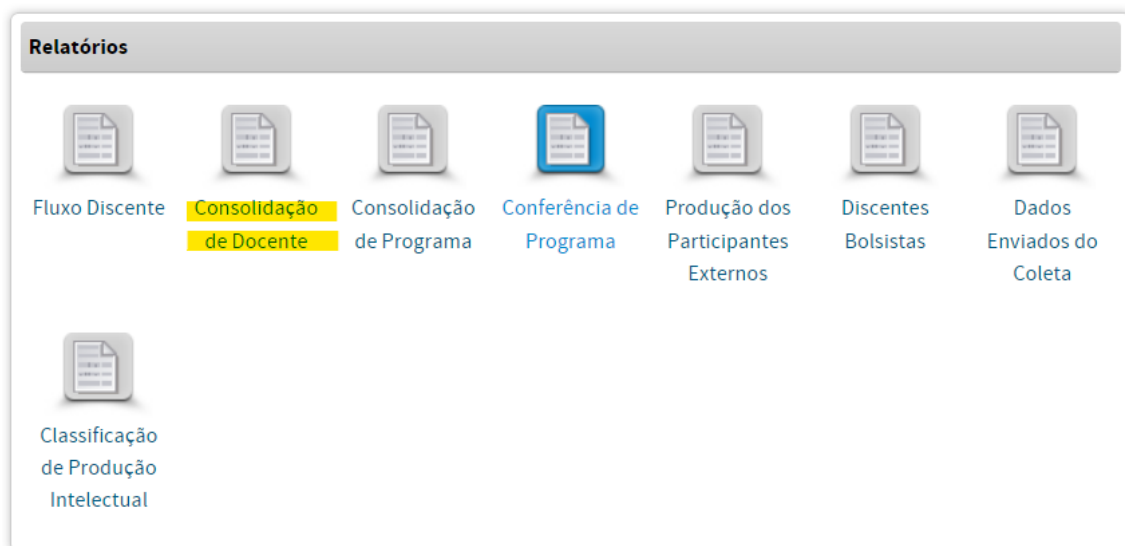 Relatórios
Fluxo Discente
Consolidação
de Docente
Consolidação
de Programa
Conferência de
Programa
Produção dos
Participantes
Externos
Discentes
Bolsistas
Dados
Enviados do
Coleta
Classificação
de Produção
Intelectual